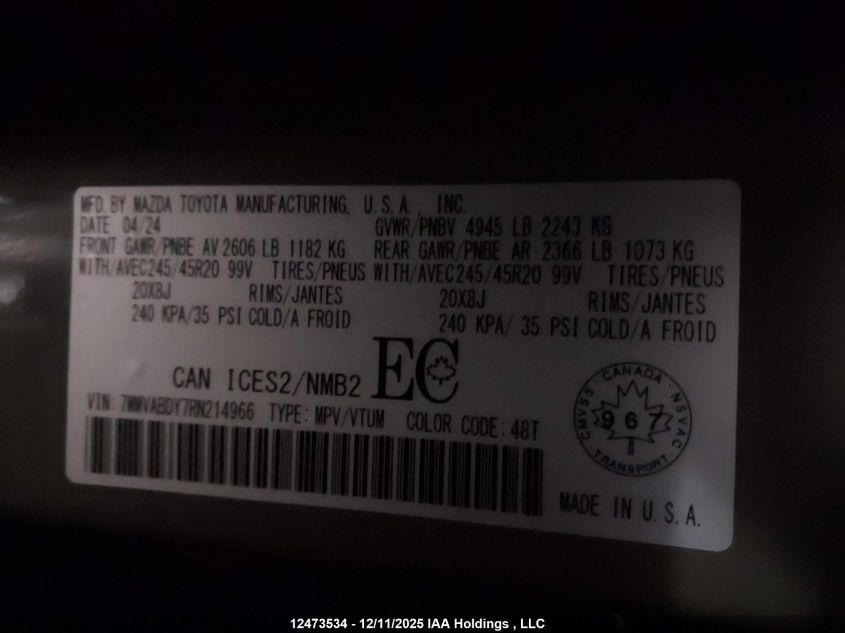 MFD. BY MAZDA TOYOTA MANUFACTURING, U.S.A., INC.
DATE 04/24 GVWR/PNBV 4945 LB 2243 KG
FRONT GAWR/PNBE AV 2606 LB 1182 KG REAR GAWR/PNBE AR 2366 LB 1073 KG
WITH/AVEC245/45R20 99V TIRES/PNEUS WITH/AVEC245/45R20 99V TIRES/PNEUS
20X8J RIMS/JANTES 20X8J RIMS/JANTES
240 KPA/35 PSI COLD/A FROID 240 KPA/ 35 PSI COLD/A FROID
CAN ICES2/NMB2 EC
CANADA
CMVSS 967 NSVAC
TRANSPORT
VIN: 7MMVABDY7RN214966 TYPE: MPV/VTUM COLOR CODE: 48T
MADE IN U.S.A.
12473534 - 12/11/2025 IAA Holdings , LLC